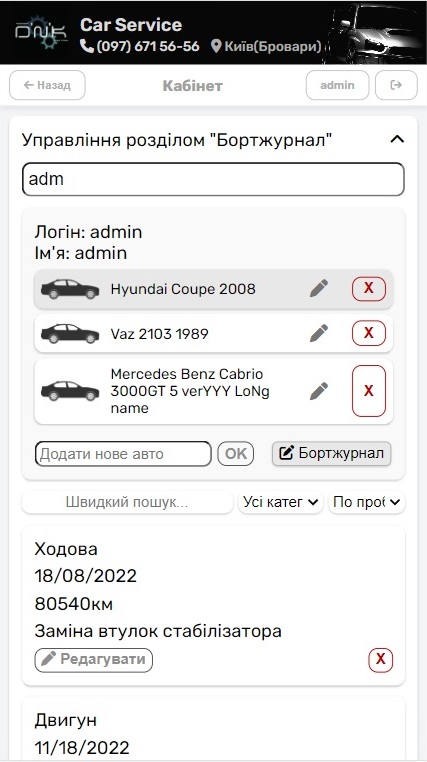 DNK
Car Service
(097) 671 56-56 Київ(Бровари)
Назад
Кабінет
admin
Управління розділом "Бортжурнал"
adm
Логін: admin
Ім'я: admin
Hyundai Coupe 2008
X
Vaz 2103 1989
X
Mercedes Benz Cabrio
3000GT 5 verYYY LoNg
name
X
Додати нове авто
OK
Бортжурнал
Швидкий пошук...
Усі катег
По проб
Ходова
18/08/2022
80540км
Заміна втулок стабілізатора
Редагувати
X
Двигун
11/18/2022